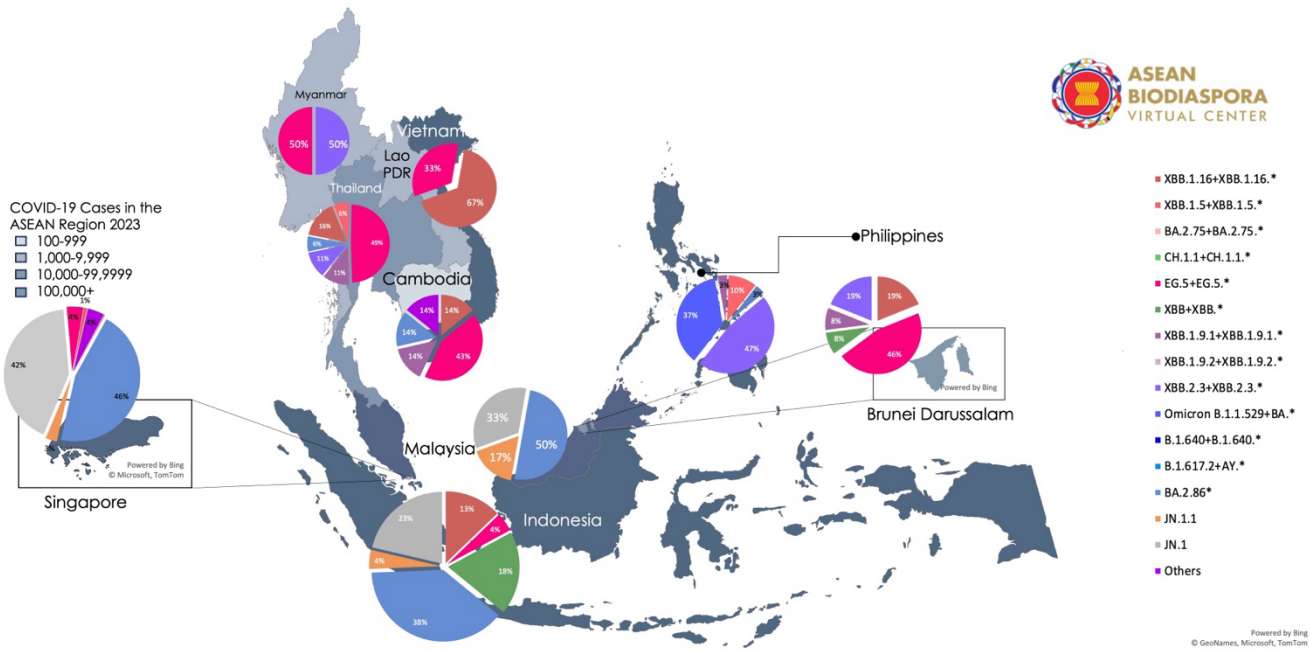 ASEAN
BIODIASPORA
VIRTUAL CENTER
Myanmar
50%
50%
Vietnam
Lao
PDR
33%
67%
Thailand
6%
16%
6%
11%
11%
49%
COVID-19 Cases in the
ASEAN Region 2023
100-999
1,000-9,999
10,000-99,9999
100,000+
Cambodia
14%
14%
14%
14%
43%
Philippines
3%
10%
3%
37%
47%
19%
19%
8%
8%
46%
Powered by Bing
Brunei Darussalam
1%
4%
4%
42%
46%
3%
Powered by Bing
© Microsoft, TomTom
Singapore
Malaysia
33%
50%
17%
Indonesia
23%
13%
4%
4%
18%
38%
XBB.1.16+XBB.1.16.*
XBB.1.5+XBB.1.5.*
BA.2.75+BA.2.75.*
CH.1.1+CH.1.1.*
EG.5+EG.5.*
XBB+XBB.*
XBB.1.9.1+XBB.1.9.1.*
XBB.1.9.2+XBB.1.9.2.*
XBB.2.3+XBB.2.3.*
Omicron B.1.1.529+BA.*
B.1.640+B.1.640.*
B.1.617.2+AY.*
BA.2.86*
JN.1.1
JN.1
Others
Powered by Bing
© GeoNames, Microsoft, TomTom